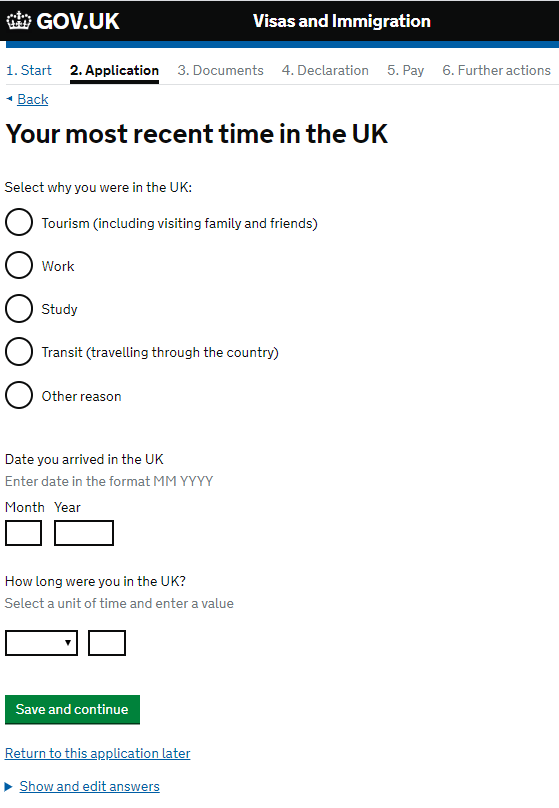 GOV.UK Visas and Immigration
1. Start 2. Application 3. Documents 4. Declaration 5. Pay 6. Further actions
Back
Your most recent time in the UK
Select why you were in the UK:
Tourism (including visiting family and friends)
Work
Study
Transit (travelling through the country)
Other reason
Date you arrived in the UK
Enter date in the format MM YYYY
Month Year
How long were you in the UK?
Select a unit of time and enter a value
Save and continue
Return to this application later
Show and edit answers